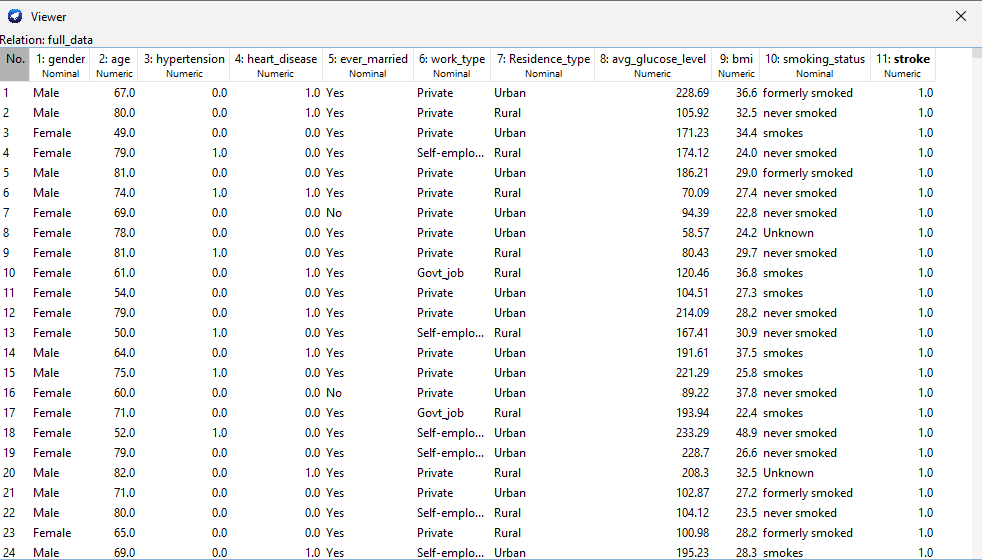 Viewer
Relation: full_data
No. 1: gender 2: age 3: hypertension 4: heart_disease 5: ever_married 6: work_type 7: Residence_type 8: avg_glucose_level 9: bmi 10: smoking_status 11: stroke
Nominal Numeric Numeric Numeric Nominal Nominal Nominal Numeric Numeric Nominal Numeric
1 Male 67.0 0.0 1.0 Yes Private Urban 228.69 36.6 formerly smoked 1.0
2 Male 80.0 0.0 1.0 Yes Private Rural 105.92 32.5 never smoked 1.0
3 Female 49.0 0.0 0.0 Yes Private Urban 171.23 34.4 smokes 1.0
4 Female 79.0 1.0 0.0 Yes Self-emplo... Rural 174.12 24.0 never smoked 1.0
5 Male 81.0 0.0 0.0 Yes Private Urban 186.21 29.0 formerly smoked 1.0
6 Male 74.0 1.0 1.0 Yes Private Rural 70.09 27.4 never smoked 1.0
7 Female 69.0 0.0 0.0 No Private Urban 94.39 22.8 never smoked 1.0
8 Female 78.0 0.0 0.0 Yes Private Urban 58.57 24.2 Unknown 1.0
9 Female 81.0 1.0 0.0 Yes Private Rural 80.43 29.7 never smoked 1.0
10 Female 61.0 0.0 1.0 Yes Govt_job Rural 120.46 36.8 smokes 1.0
11 Female 54.0 0.0 0.0 Yes Private Urban 104.51 27.3 smokes 1.0
12 Female 79.0 0.0 1.0 Yes Private Urban 214.09 28.2 never smoked 1.0
13 Female 50.0 1.0 0.0 Yes Self-emplo... Rural 167.41 30.9 never smoked 1.0
14 Male 64.0 0.0 1.0 Yes Private Urban 191.61 37.5 smokes 1.0
15 Male 75.0 1.0 0.0 Yes Private Urban 221.29 25.8 smokes 1.0
16 Female 60.0 0.0 0.0 No Private Urban 89.22 37.8 never smoked 1.0
17 Female 71.0 0.0 0.0 Yes Govt_job Rural 193.94 22.4 smokes 1.0
18 Female 52.0 1.0 0.0 Yes Self-emplo... Urban 233.29 48.9 never smoked 1.0
19 Female 79.0 0.0 0.0 Yes Self-emplo... Urban 228.7 26.6 never smoked 1.0
20 Male 82.0 0.0 1.0 Yes Private Rural 208.3 32.5 Unknown 1.0
21 Male 71.0 0.0 0.0 Yes Private Urban 102.87 27.2 formerly smoked 1.0
22 Male 80.0 0.0 0.0 Yes Self-emplo... Rural 104.12 23.5 never smoked 1.0
23 Female 65.0 0.0 0.0 Yes Private Rural 100.98 28.2 formerly smoked 1.0
24 Male 69.0 0.0 1.0 Yes Self-emplo... Urban 195.23 28.3 smokes 1.0